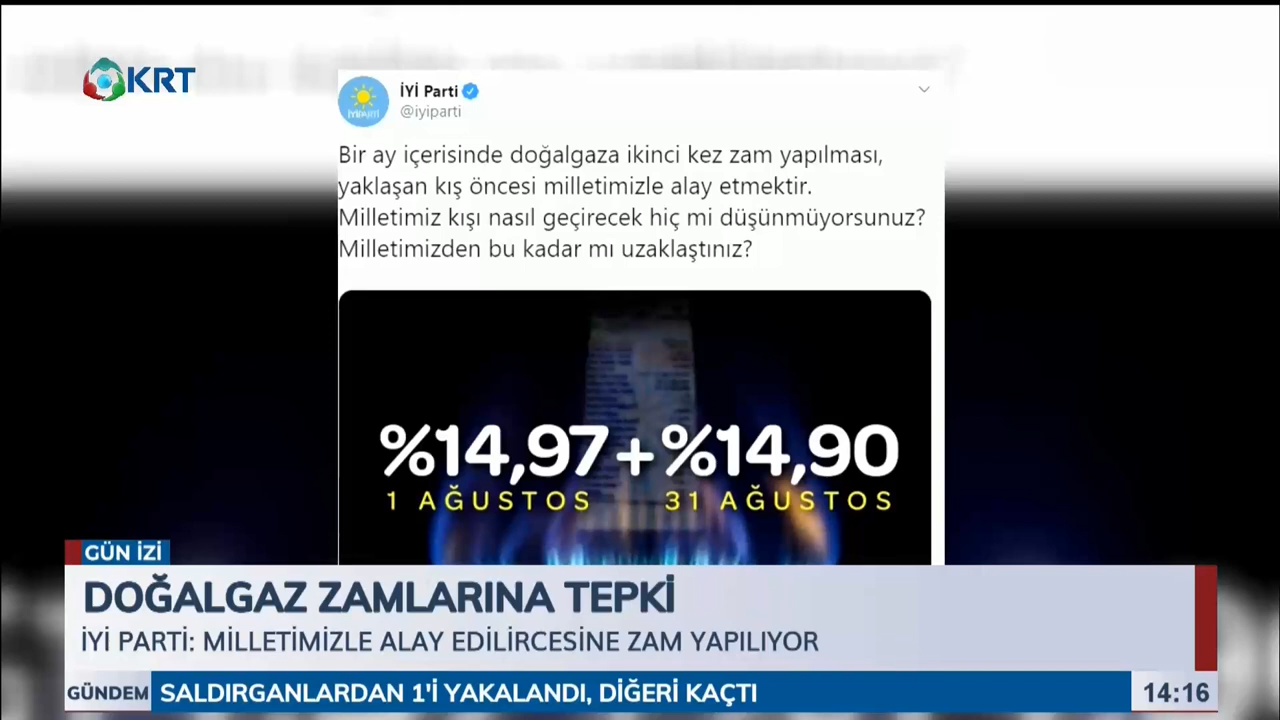 KRT
İYİ Parti
@iyiparti
İYİ PARTİ
Bir ay içerisinde doğalgaza ikinci kez zam yapılması,
yaklaşan kış öncesi milletimizle alay etmektir.
Milletimiz kışı nasıl geçirecek hiç mi düşünmüyorsunuz?
Milletimizden bu kadar mı uzaklaştınız?
%14,97+%14,90
1 AĞUSTOS 31 AĞUSTOS
GÜN İZİ
DOĞALGAZ ZAMLARINA TEPKİ
İYİ PARTİ: MİLLETİMİZLE ALAY EDİLİRCESİNE ZAM YAPILIYOR
GÜNDEM SALDIRGANLARDAN 1'İ YAKALANDI, DİĞERİ KAÇTI 14:16